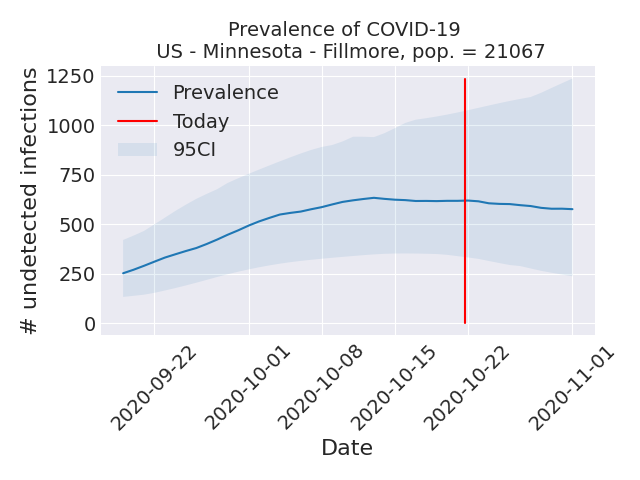 Prevalence of COVID-19
US - Minnesota - Fillmore, pop. = 21067
# undetected infections
1250
1000
750
500
250
0
Prevalence
Today
95CI
2020-09-22
2020-10-01
2020-10-08
2020-10-15
2020-10-22
2020-11-01
Date